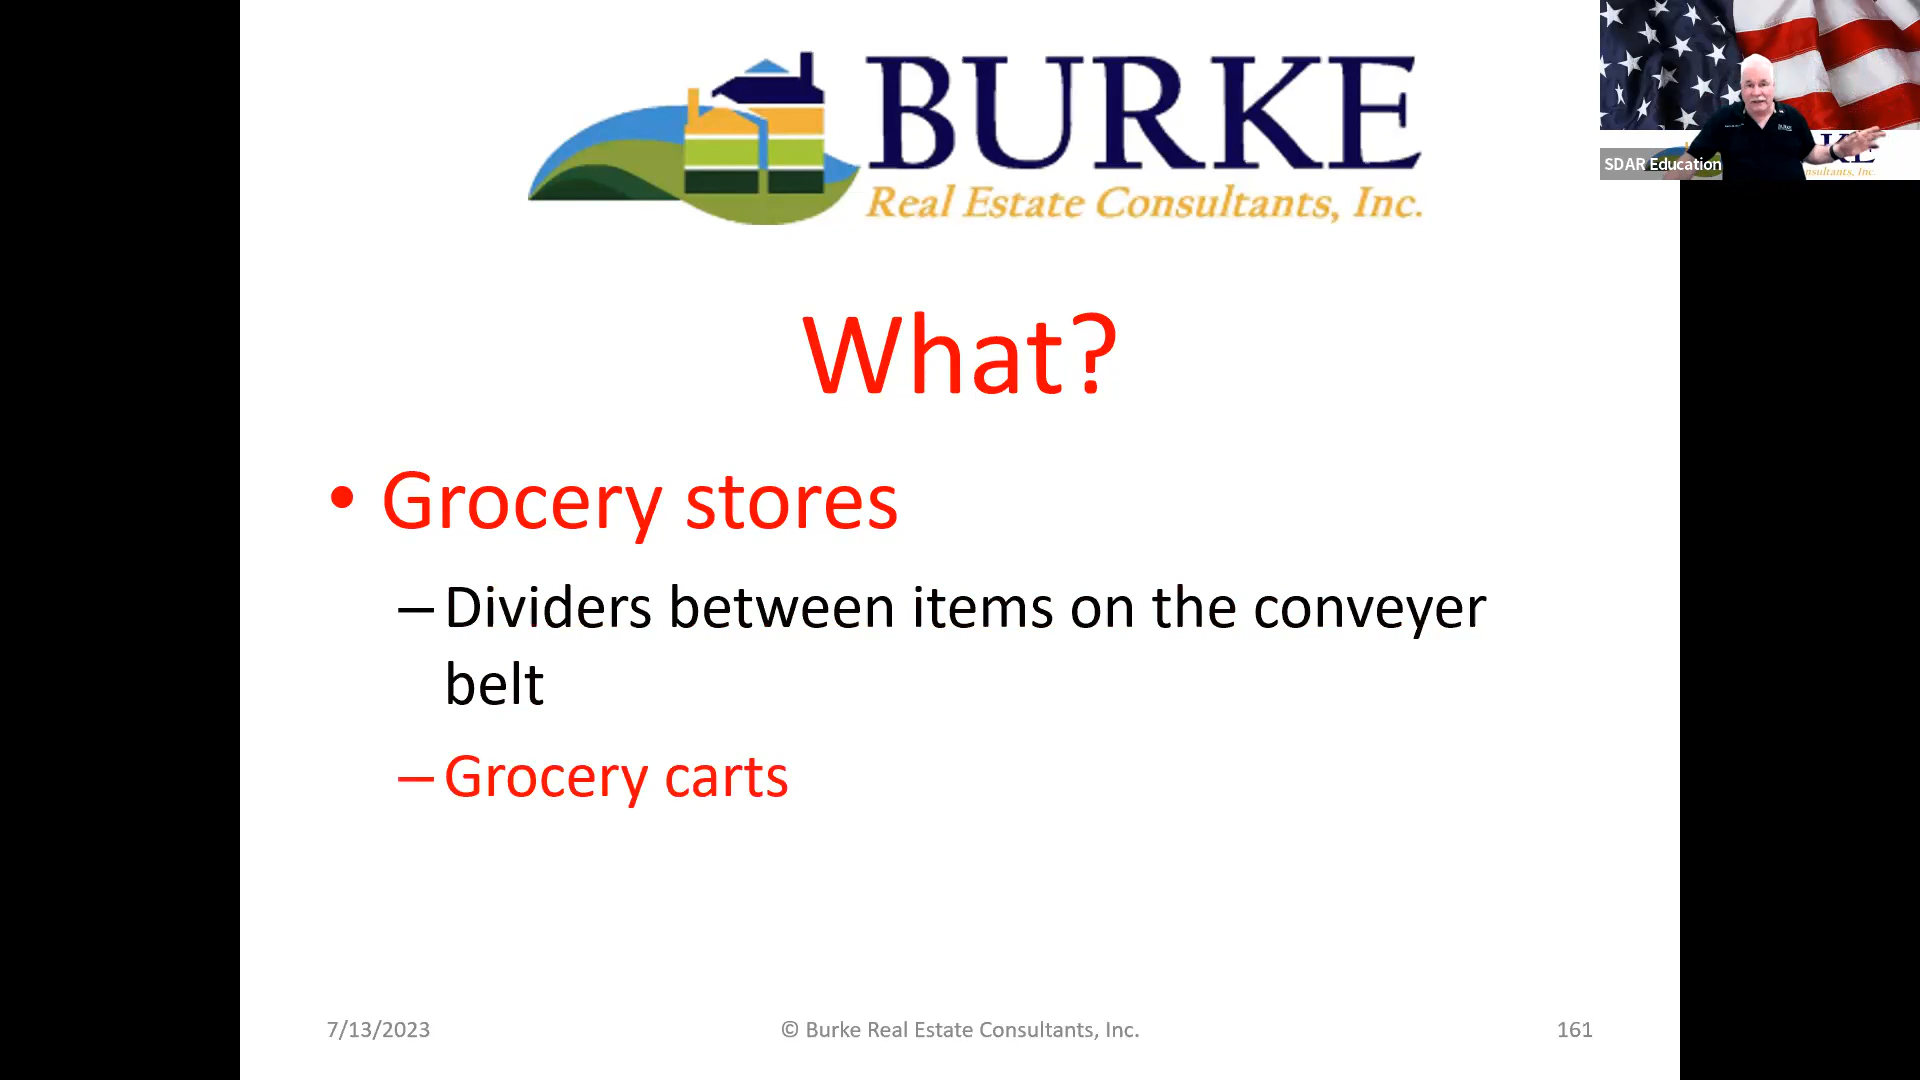 BURKE
Real Estate Consultants, Inc.
SDAR Education
What?
• Grocery stores
– Dividers between items on the conveyer
belt
– Grocery carts
7/13/2023
© Burke Real Estate Consultants, Inc.
161